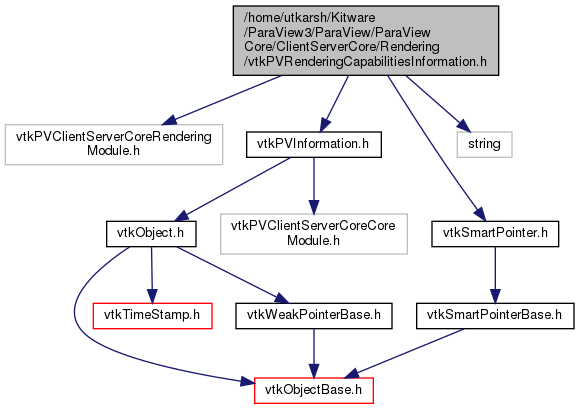 /home/utkarsh/Kitware
/ParaView3/ParaView/ParaView
Core/ClientServerCore/Rendering
/vtkPVRenderingCapabilitiesInformation.h
vtkPVClientServerCoreRendering
Module.h
vtkPVInformation.h
string
vtkObject.h
vtkPVClientServerCoreCore
Module.h
vtkSmartPointer.h
vtkTimeStamp.h
vtkWeakPointerBase.h
vtkSmartPointerBase.h
vtkObjectBase.h